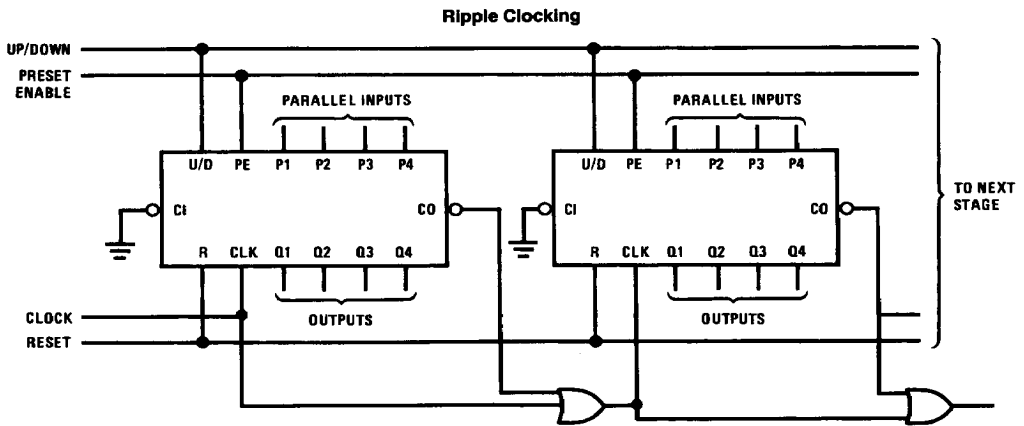 Ripple Clocking
UP/DOWN
PRESET
ENABLE
PARALLEL INPUTS
PARALLEL INPUTS
U/D PE P1 P2 P3 P4
U/D PE P1 P2 P3 P4
CI
CO
CI
CO
TO NEXT
STAGE
R CLK Q1 Q2 Q3 Q4
R CLK Q1 Q2 Q3 Q4
CLOCK
OUTPUTS
OUTPUTS
RESET